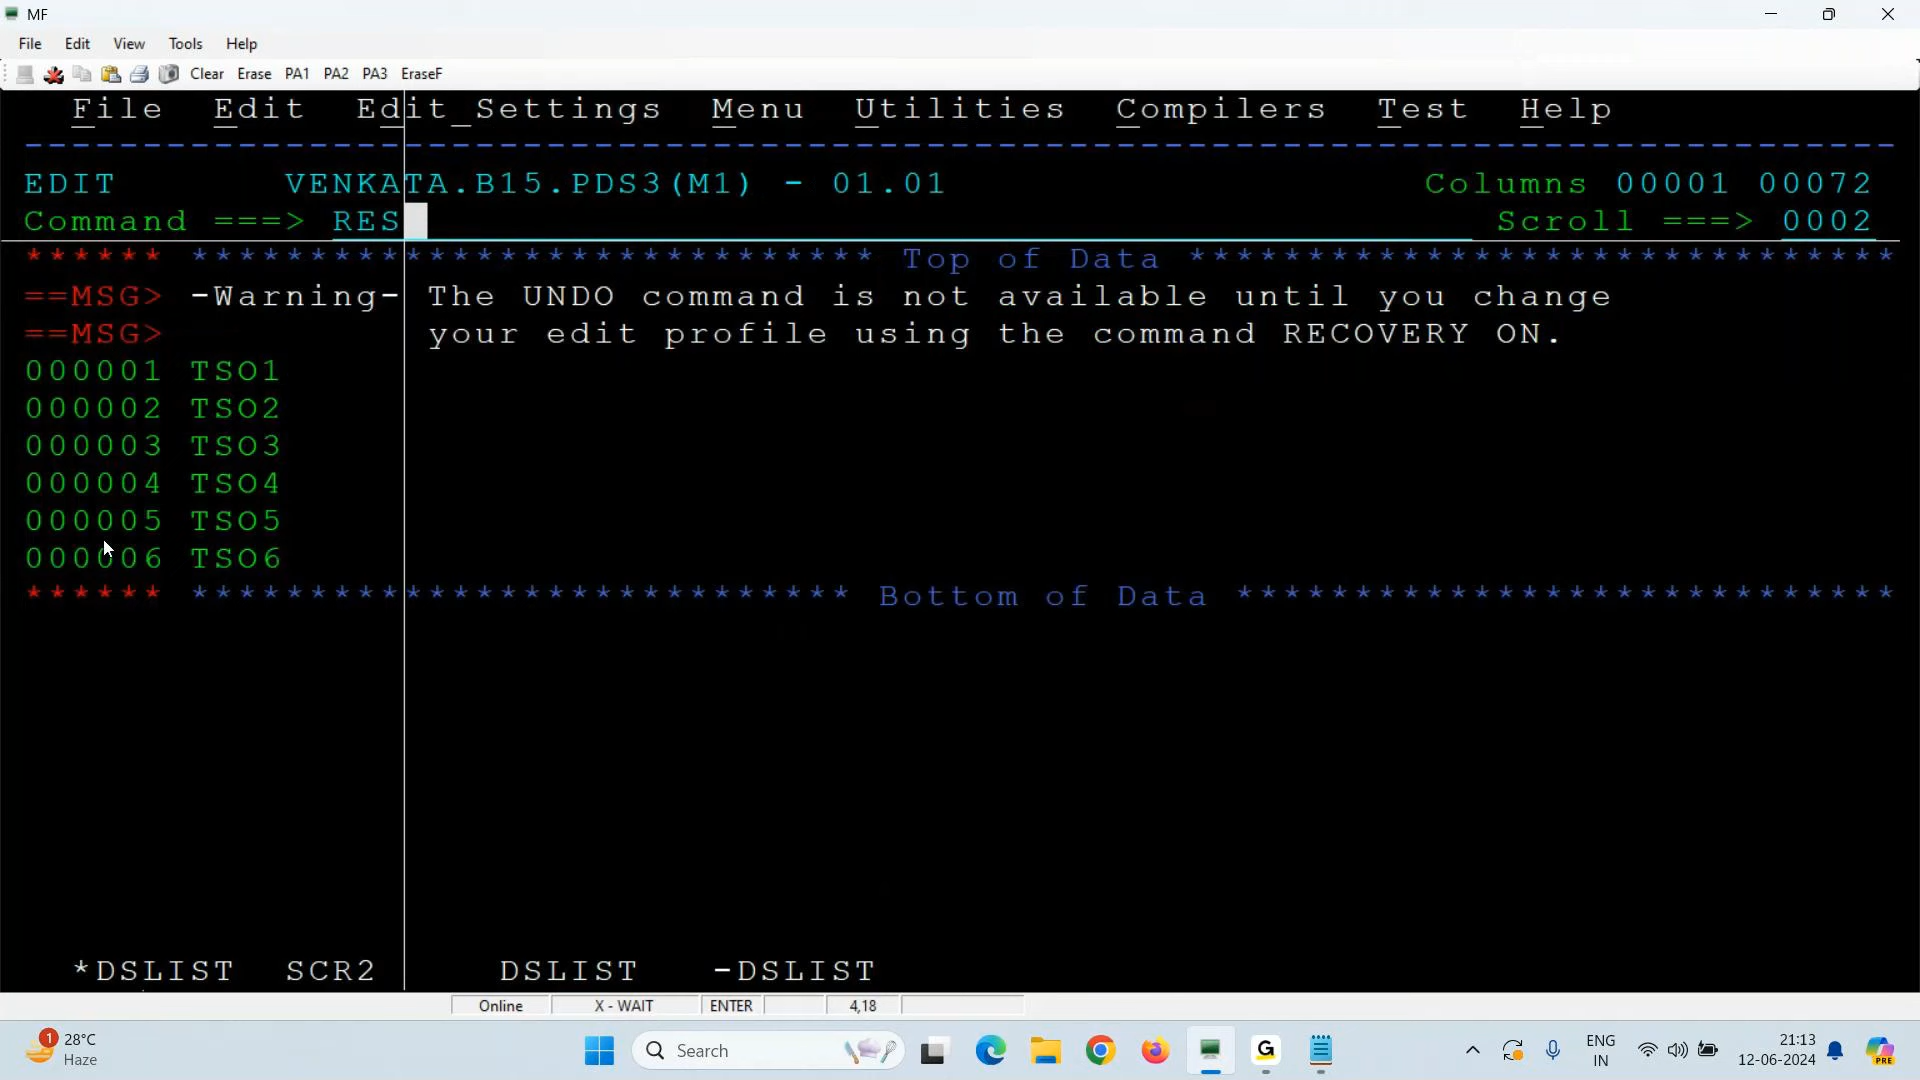 MF
File Edit View Tools Help
Clear Erase PA1 PA2 PA3 EraseF
File Edit Edit_Settings Menu Utilities Compilers Test Help
--------------------------------------------------------------------------------
EDIT VENKATA.B15.PDS3(M1) - 01.01 Columns 00001 00072
Command ===> RES Scroll ===> 0002
****** ***************************** Top of Data ******************************
==MSG> -Warning- The UNDO command is not available until you change
==MSG> your edit profile using the command RECOVERY ON.
000001 TSO1
000002 TSO2
000003 TSO3
000004 TSO4
000005 TSO5
000006 TSO6
****** **************************** Bottom of Data ****************************
*DSLIST SCR2 DSLIST -DSLIST
Online X - WAIT ENTER 4,18
1 28°C
Haze
Search
G
ENG
IN
21:13
12-06-2024
PRE